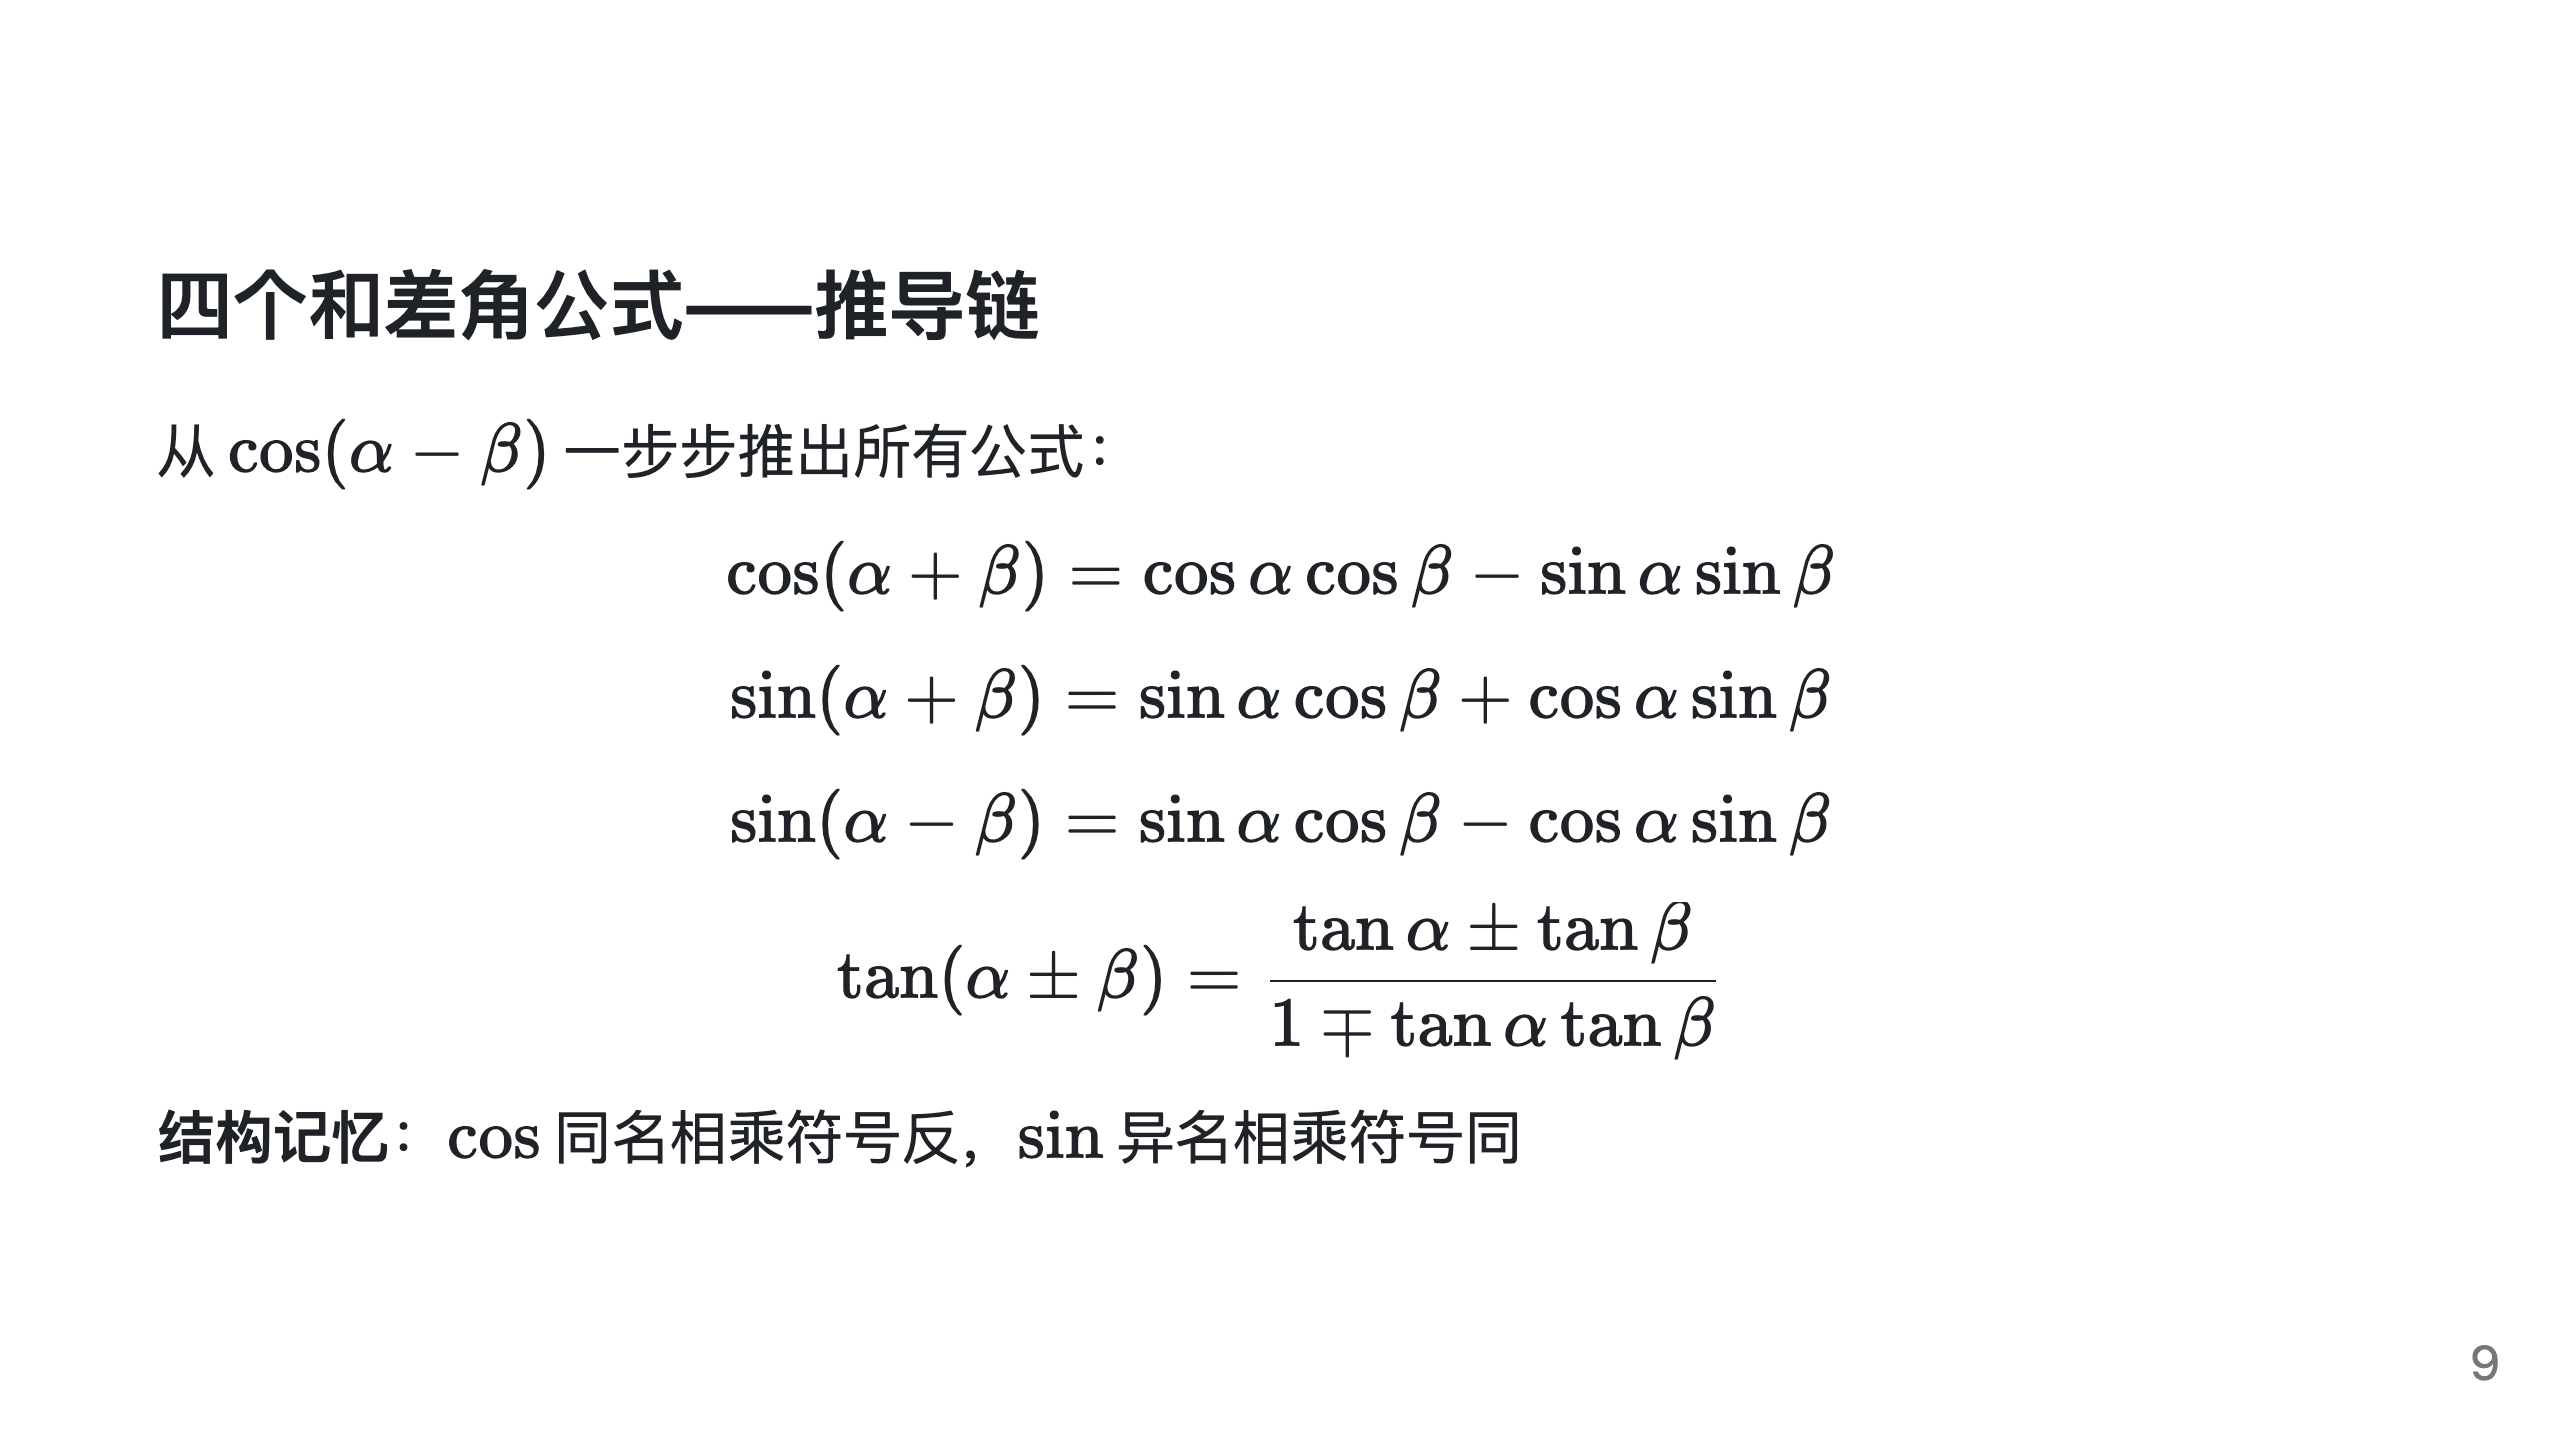 四个和差角公式——推导链
从 cos(α − β) 一步步推出所有公式：
cos(α + β) = cos α cos β − sin α sin β
sin(α + β) = sin α cos β + cos α sin β
sin(α − β) = sin α cos β − cos α sin β
tan(α ± β) = \frac{tan α ± tan β}{1 ∓ tan α tan β}
结构记忆：cos 同名相乘符号反，sin 异名相乘符号同
9